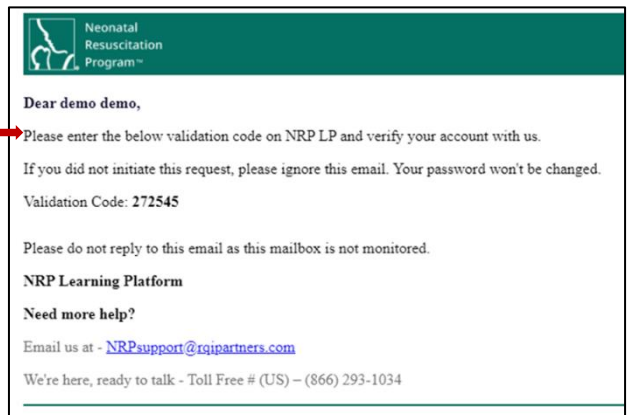 Neonatal
Resuscitation
Program™
Dear demo demo,
Please enter the below validation code on NRP LP and verify your account with us.
If you did not initiate this request, please ignore this email. Your password won't be changed.
Validation Code: 272545
Please do not reply to this email as this mailbox is not monitored.
NRP Learning Platform
Need more help?
Email us at - NRPsupport@rqipartners.com
We're here, ready to talk - Toll Free # (US) – (866) 293-1034